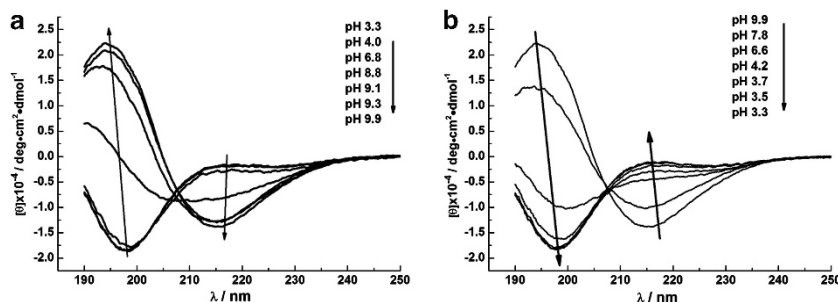 a
2.5
2.0
1.5
1.0
0.5
0.0
-0.5
-1.0
-1.5
-2.0
[θ]x10⁻⁴ / deg•cm²•dmol⁻¹
pH 3.3
pH 4.0
pH 6.8
pH 8.8
pH 9.1
pH 9.3
pH 9.9
190 200 210 220 230 240 250
λ / nm
b
2.5
2.0
1.5
1.0
0.5
0.0
-0.5
-1.0
-1.5
-2.0
[θ]x10⁻⁴ / deg•cm²•dmol⁻¹
pH 9.9
pH 7.8
pH 6.6
pH 4.2
pH 3.7
pH 3.5
pH 3.3
190 200 210 220 230 240 250
λ / nm